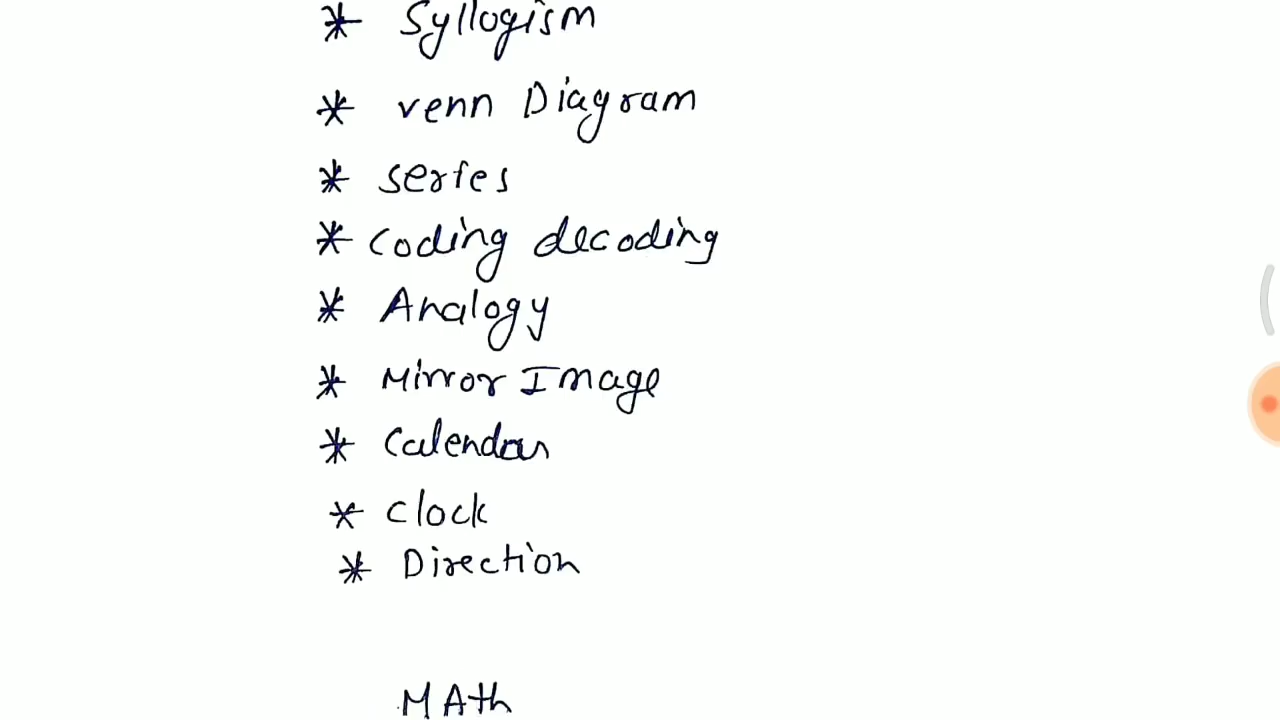 * Syllogism
* venn Diagram
* series
* coding decoding
* Analogy
* Mirror Image
* Calendar
* clock
* Direction
MAth